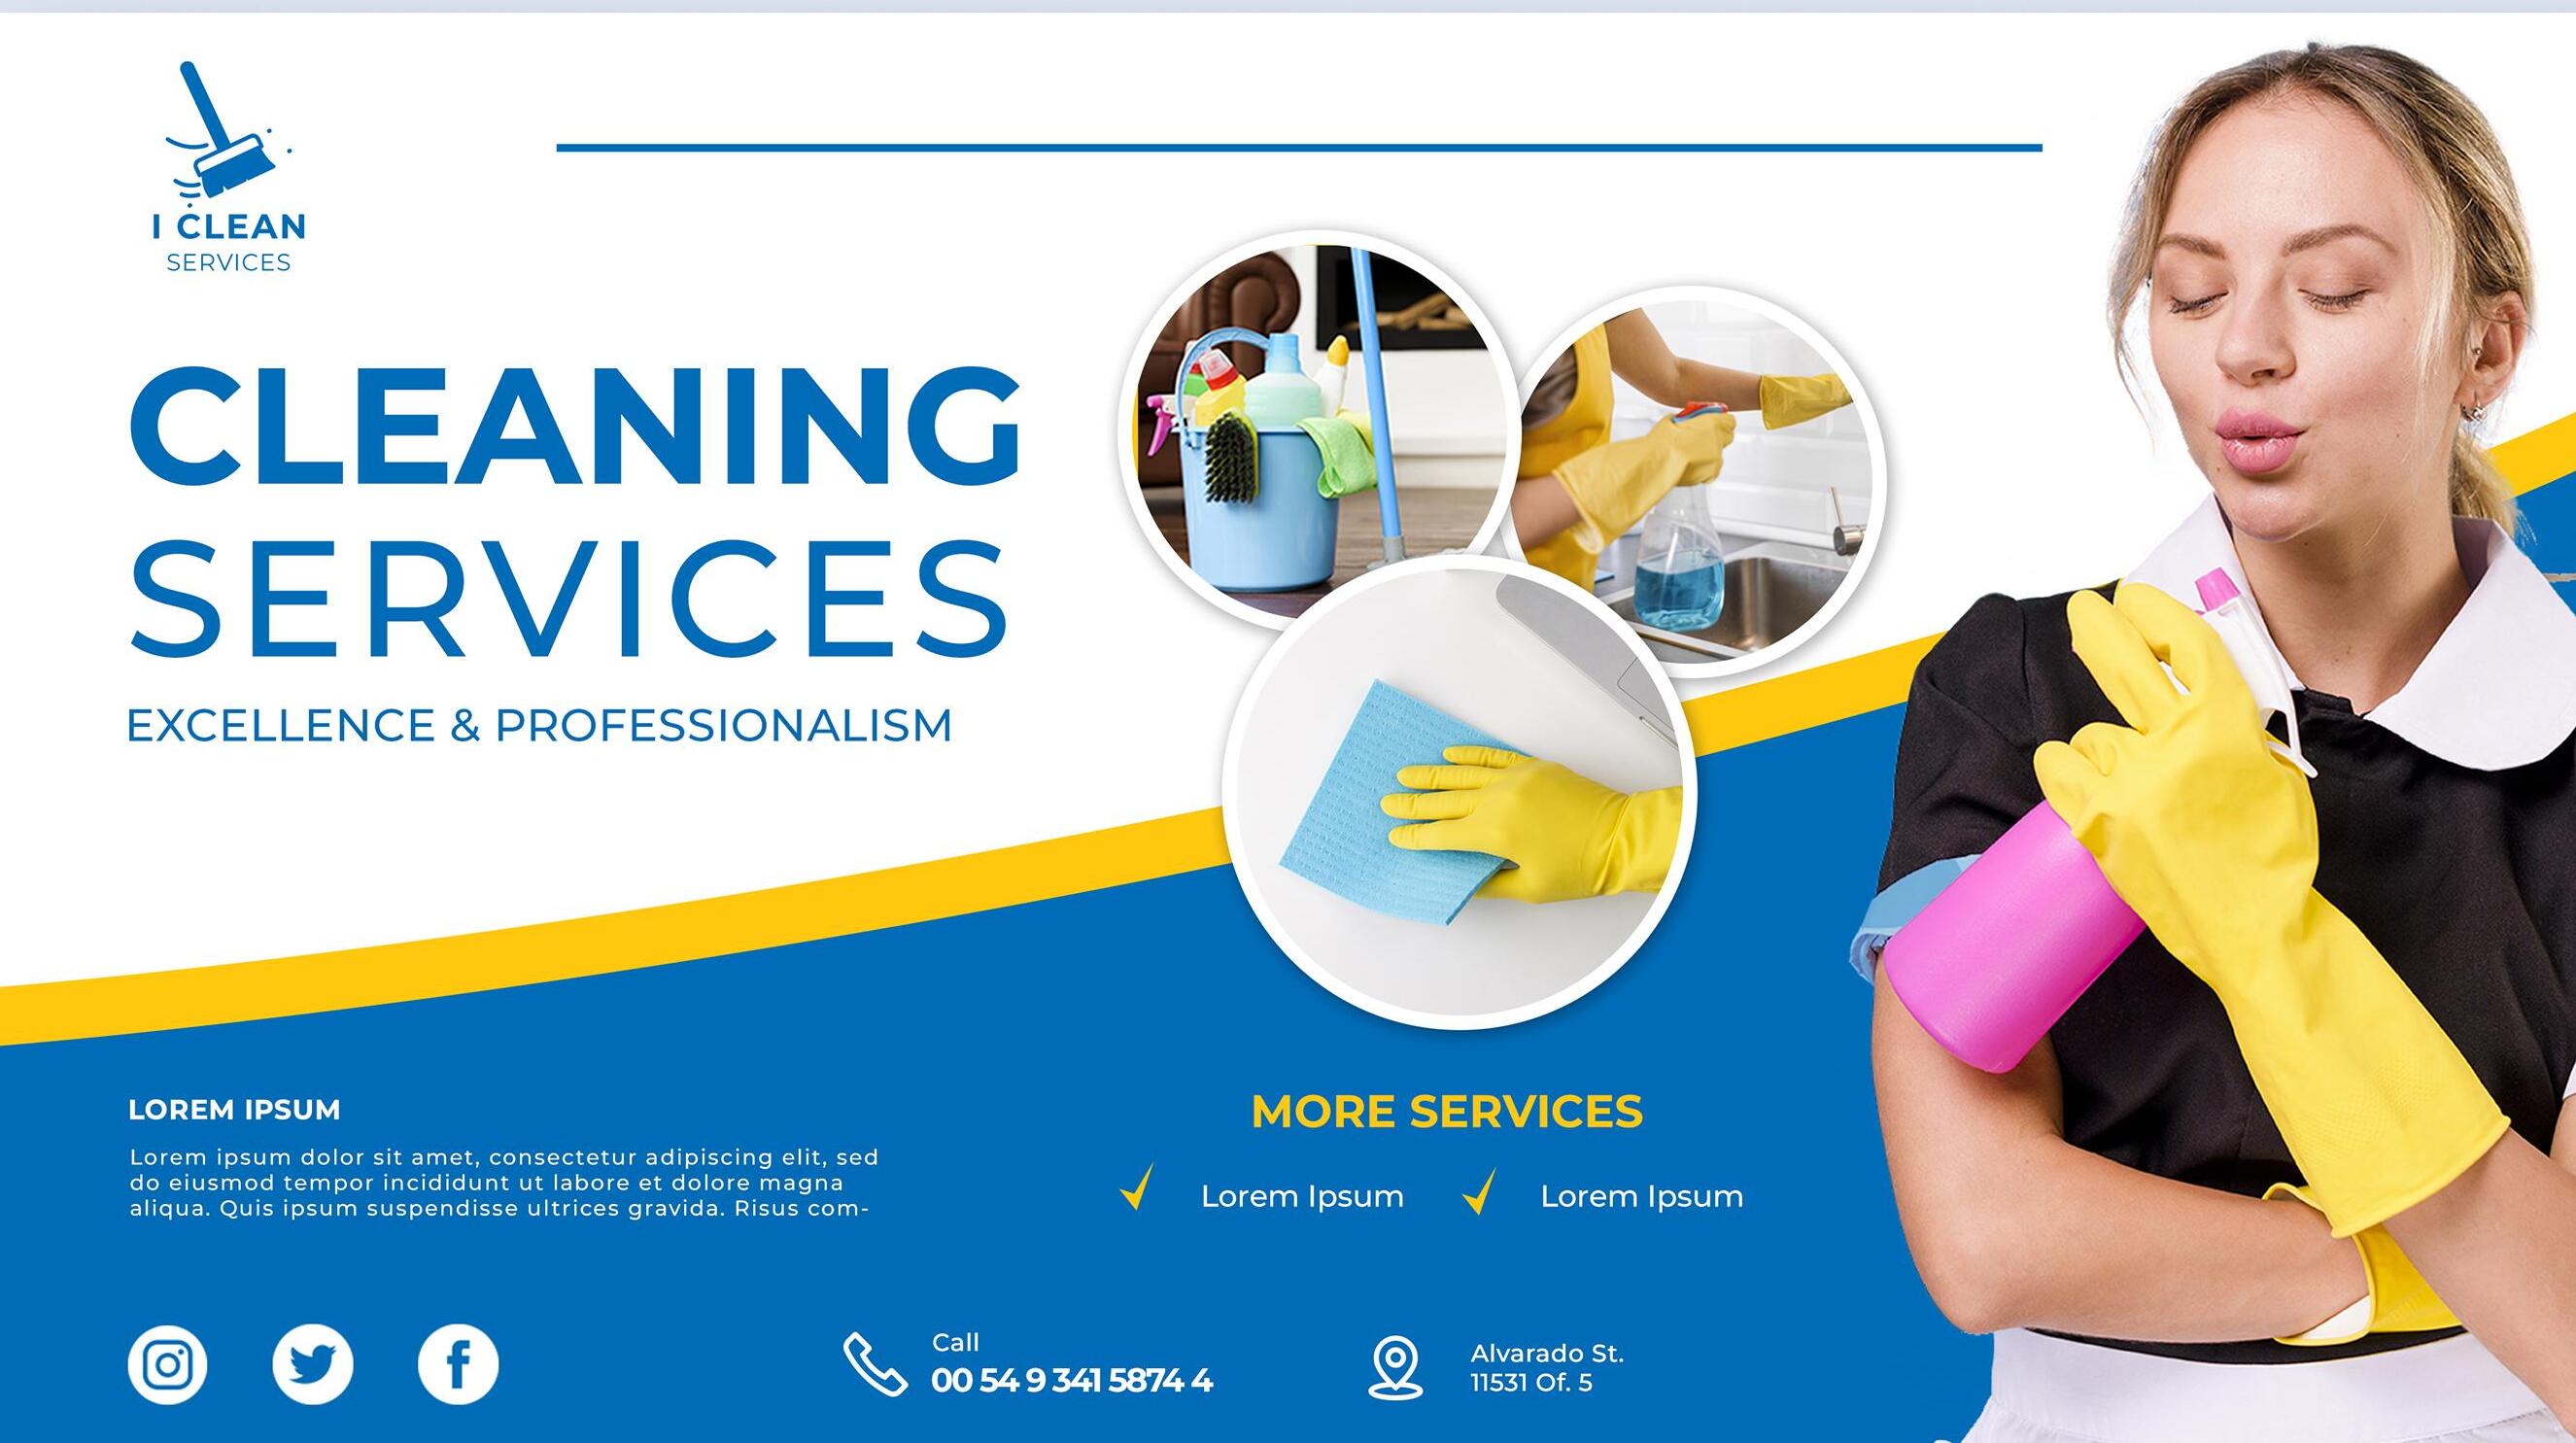 I CLEAN
SERVICES
CLEANING
SERVICES
EXCELLENCE & PROFESSIONALISM
LOREM IPSUM
Lorem ipsum dolor sit amet, consectetur adipiscing elit, sed
do eiusmod tempor incididunt ut labore et dolore magna
aliqua. Quis ipsum suspendisse ultrices gravida. Risus com-
MORE SERVICES
Lorem Ipsum
Lorem Ipsum
Call
00 54 9 341 5874 4
Alvarado St.
11531 Of. 5